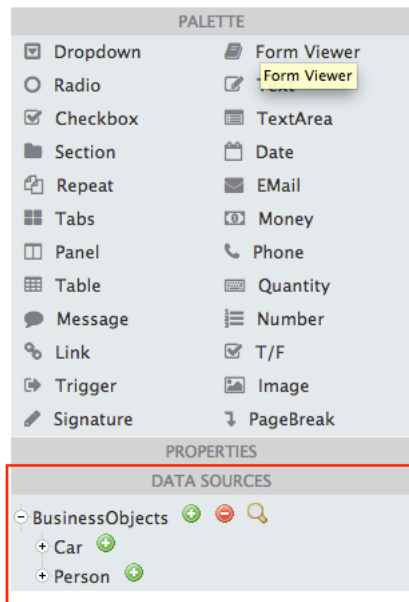 PALETTE
Dropdown Form Viewer
Form Viewer
Radio Text
Checkbox TextArea
Section Date
Repeat EMail
Tabs Money
Panel Phone
Table Quantity
Message Number
Link T/F
Trigger Image
Signature PageBreak
PROPERTIES
DATA SOURCES
BusinessObjects
Car
Person